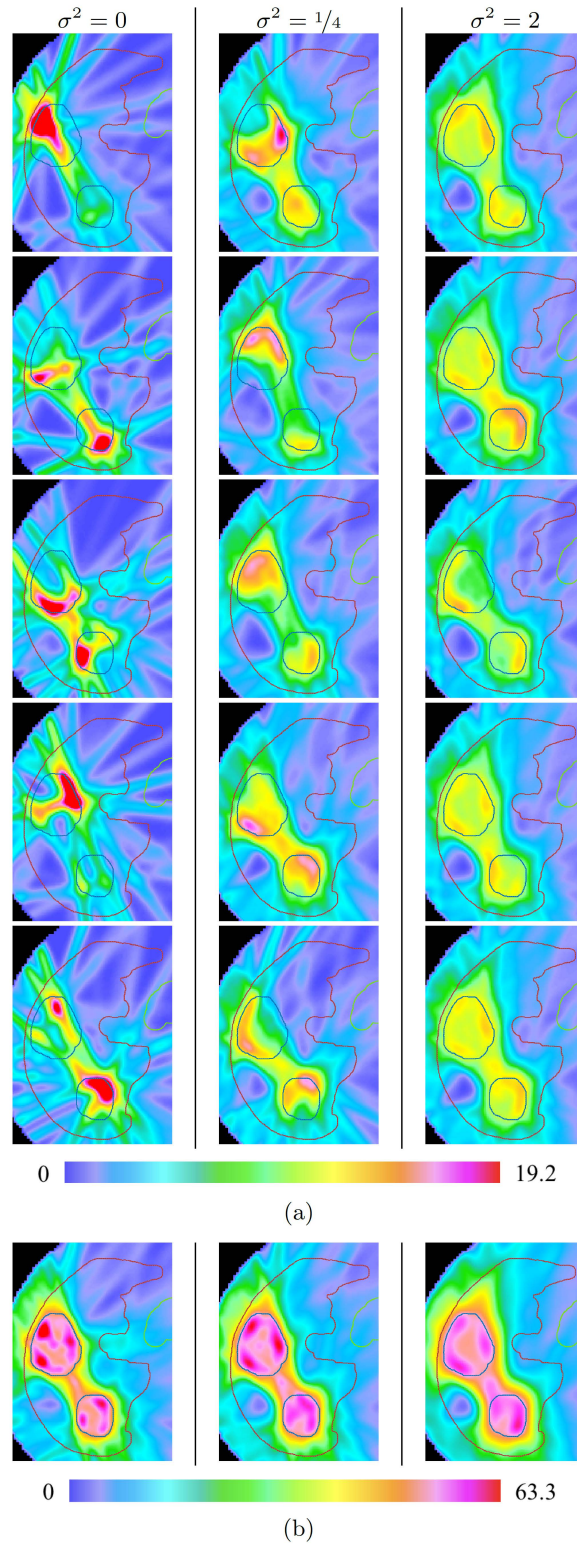 σ² = 0
σ² = 1/4
σ² = 2
0 19.2
(a)
0 63.3
(b)